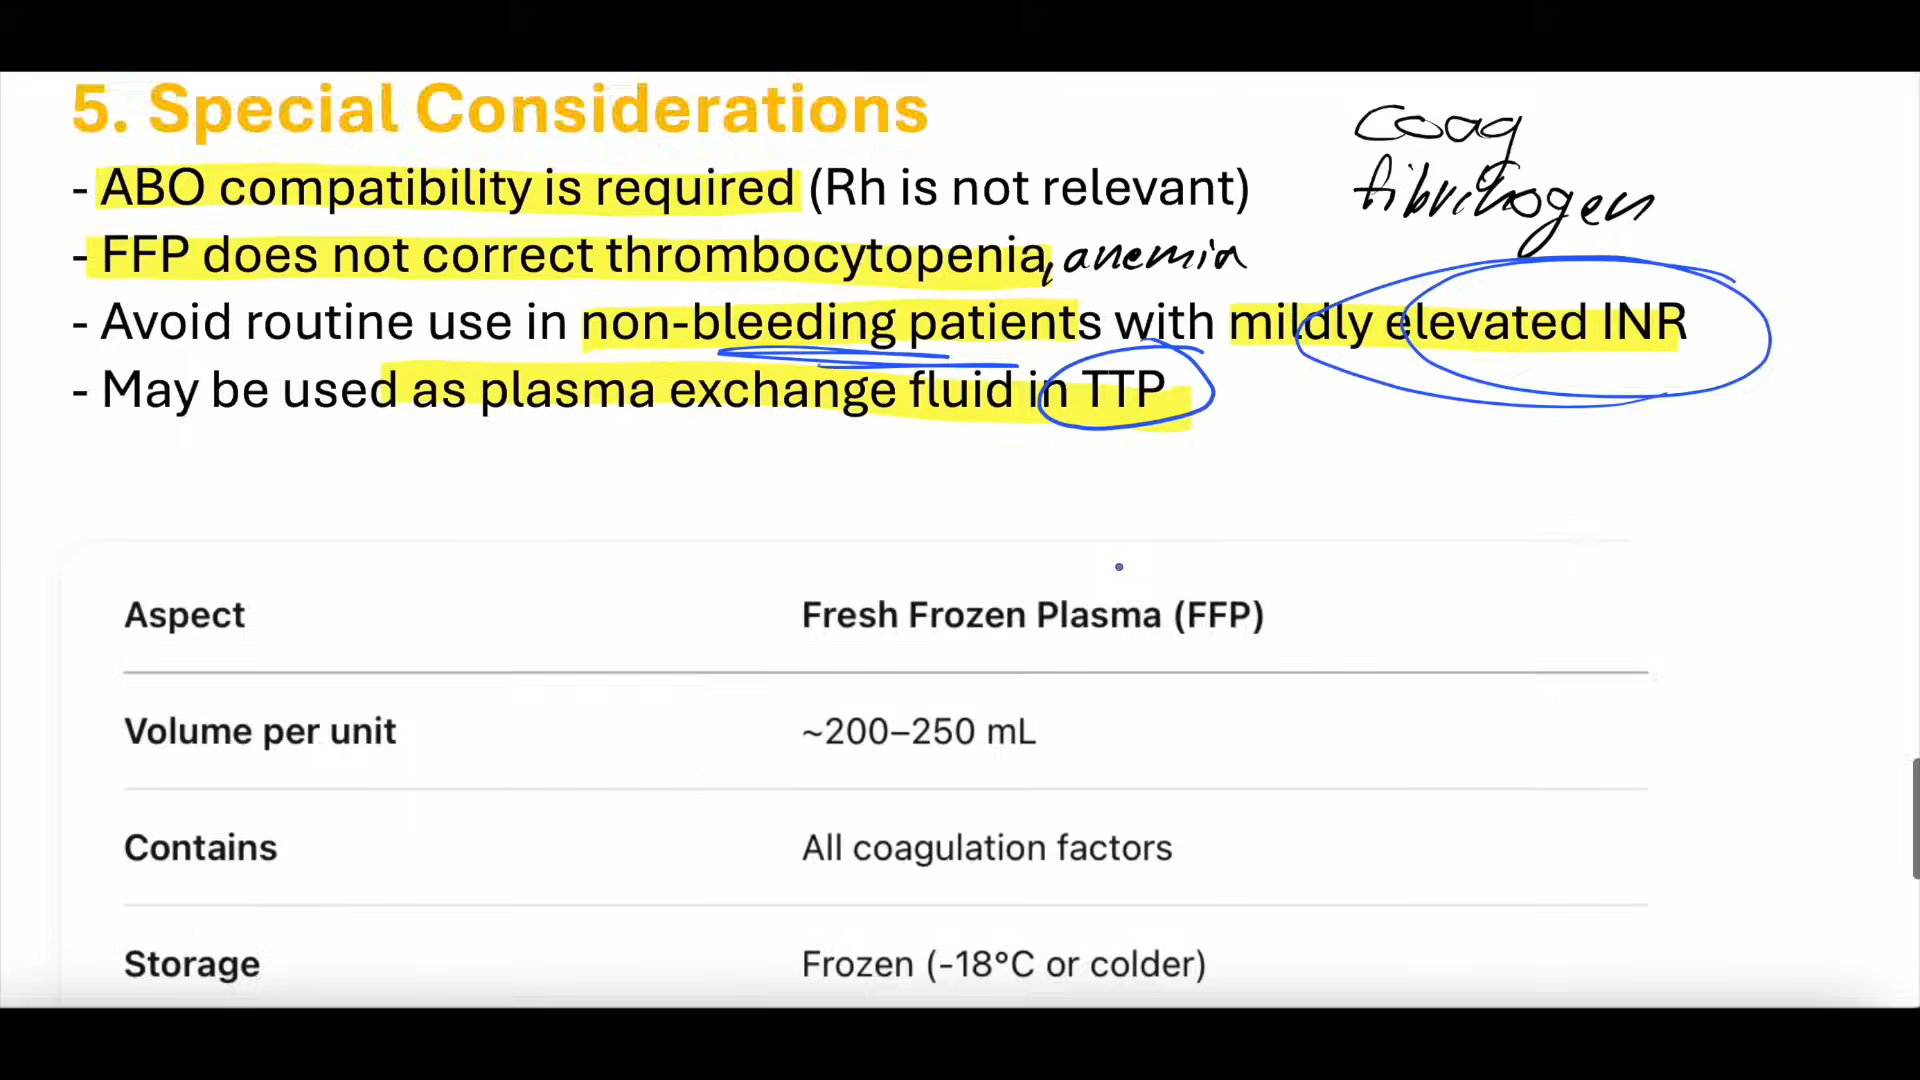 5. Special Considerations
coag
fibrinogen
- ABO compatibility is required (Rh is not relevant)
- FFP does not correct thrombocytopenia, anemia
- Avoid routine use in non-bleeding patients with mildly elevated INR
- May be used as plasma exchange fluid in TTP
Aspect Fresh Frozen Plasma (FFP)
Volume per unit ~200–250 mL
Contains All coagulation factors
Storage Frozen (-18°C or colder)